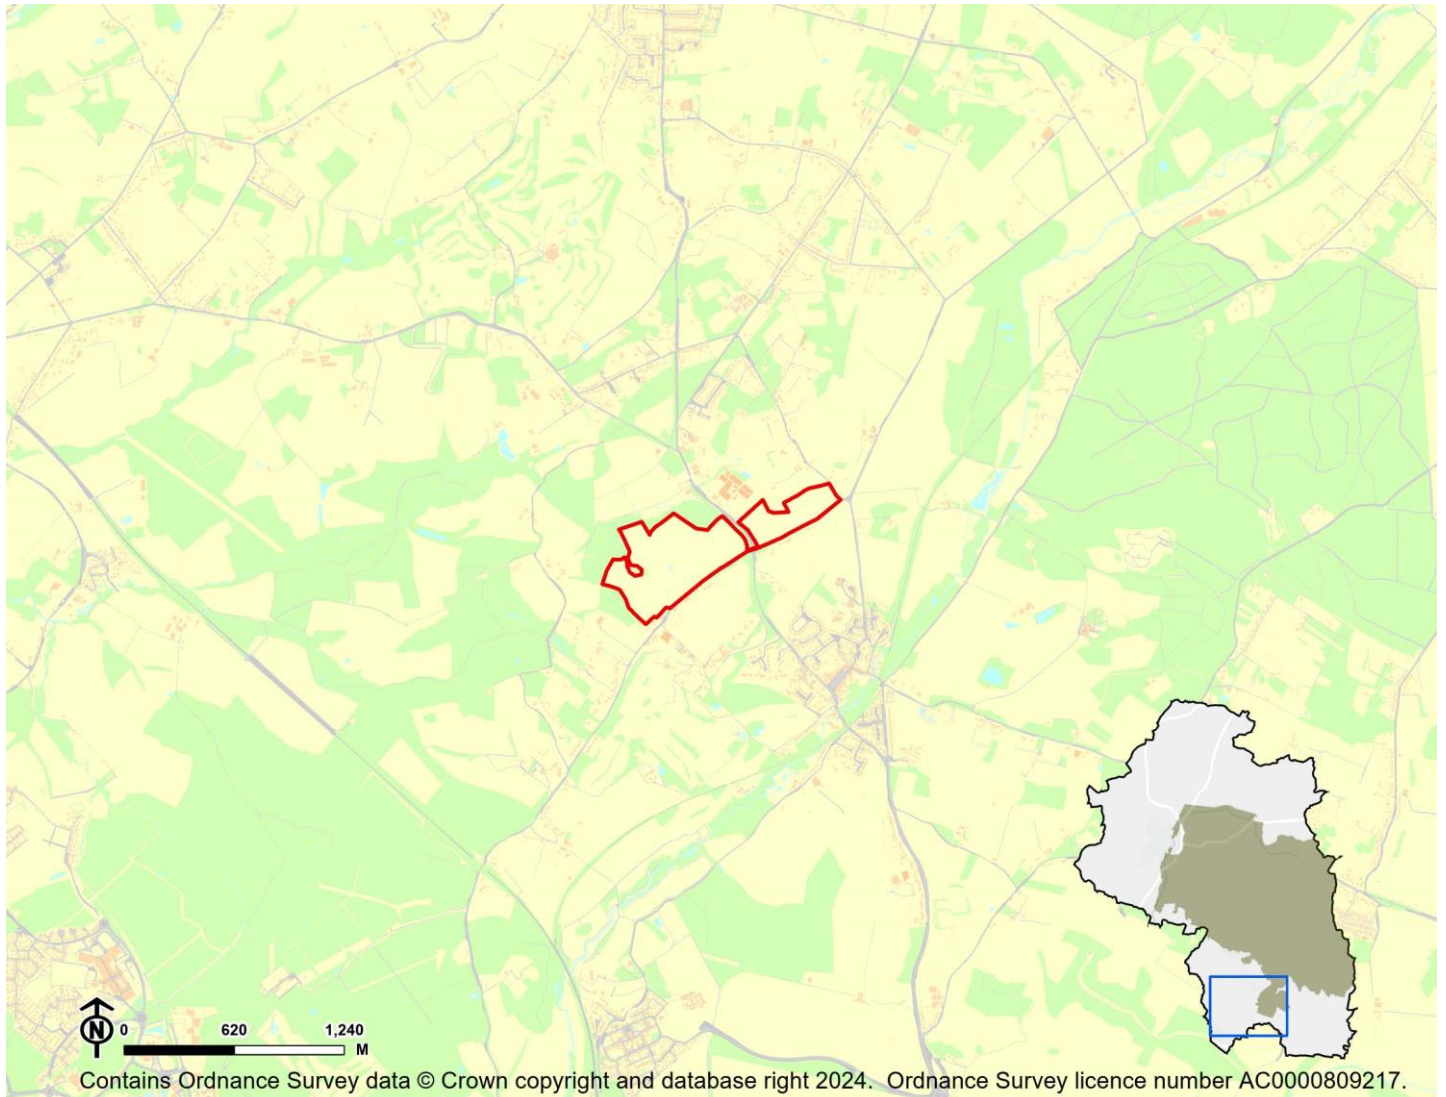 N
0 620 1,240
M
Contains Ordnance Survey data © Crown copyright and database right 2024. Ordnance Survey licence number AC0000809217.